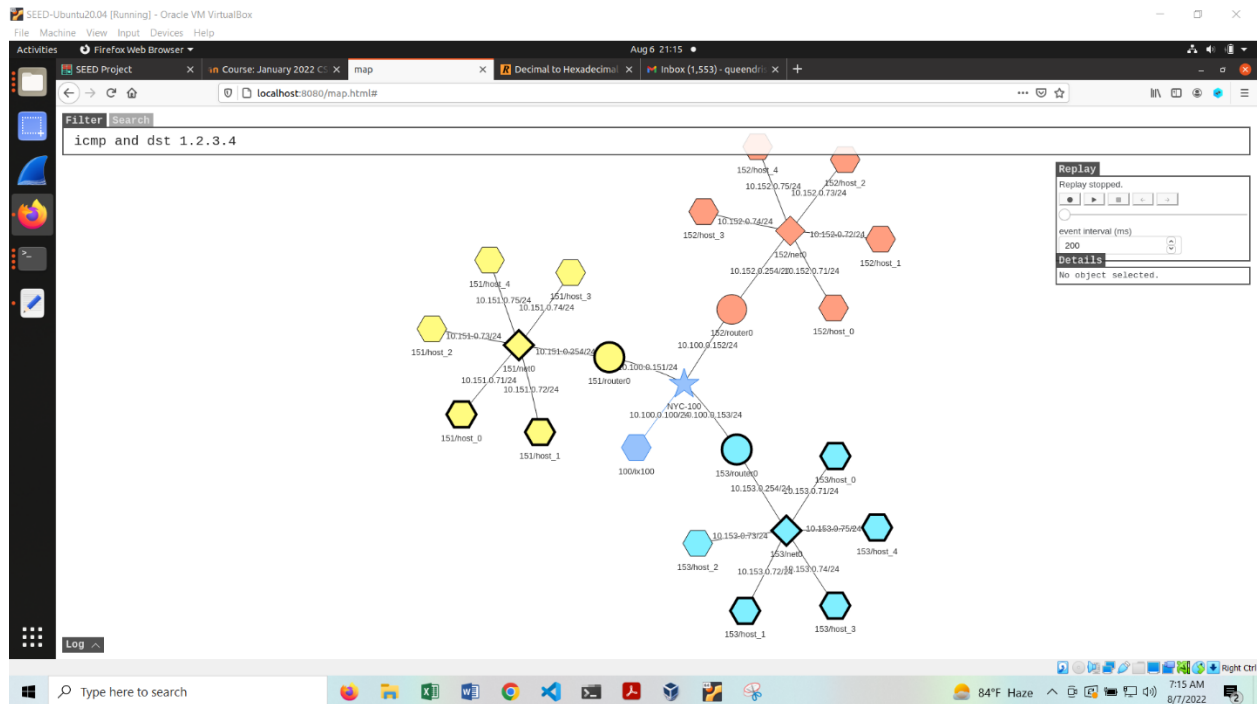 SEED-Ubuntu20.04 [Running] - Oracle VM VirtualBox
File Machine View Input Devices Help
Activities Firefox Web Browser Aug 6 21:15
SEED Project
Course: January 2022 CS
map
Decimal to Hexadecimal
Inbox (1,553) - queendri
localhost:8080/map.html#
Filter Search
icmp and dst 1.2.3.4
Replay
Replay stopped.
event interval (ms)
200
Details
No object selected.
152/host_4
152/host_2
10.152.0.75/24
10.152.0.73/24
10.152.0.74/24
152/host_3
10.152.0.72/24
152/host_1
152/net0
10.152.0.254/24
10.152.0.71/24
152/router0
152/host_0
10.100.0.152/24
151/host_4
151/host_3
10.151.0.75/24
10.151.0.74/24
10.151.0.73/24
151/host_2
10.151.0.254/24
151/net0
10.100.0.151/24
151/router0
10.151.0.71/24
10.151.0.72/24
151/host_0
151/host_1
NYC-100
10.100.0.100/24
10.100.0.153/24
100/ix100
153/router0
153/host_0
10.153.0.254/24
10.153.0.71/24
10.153.0.73/24
10.153.0.75/24
153/host_2
153/net0
153/host_4
10.153.0.72/24
10.153.0.74/24
153/host_1
153/host_3
Log
Right Ctrl
Type here to search
84°F Haze
7:15 AM
8/7/2022